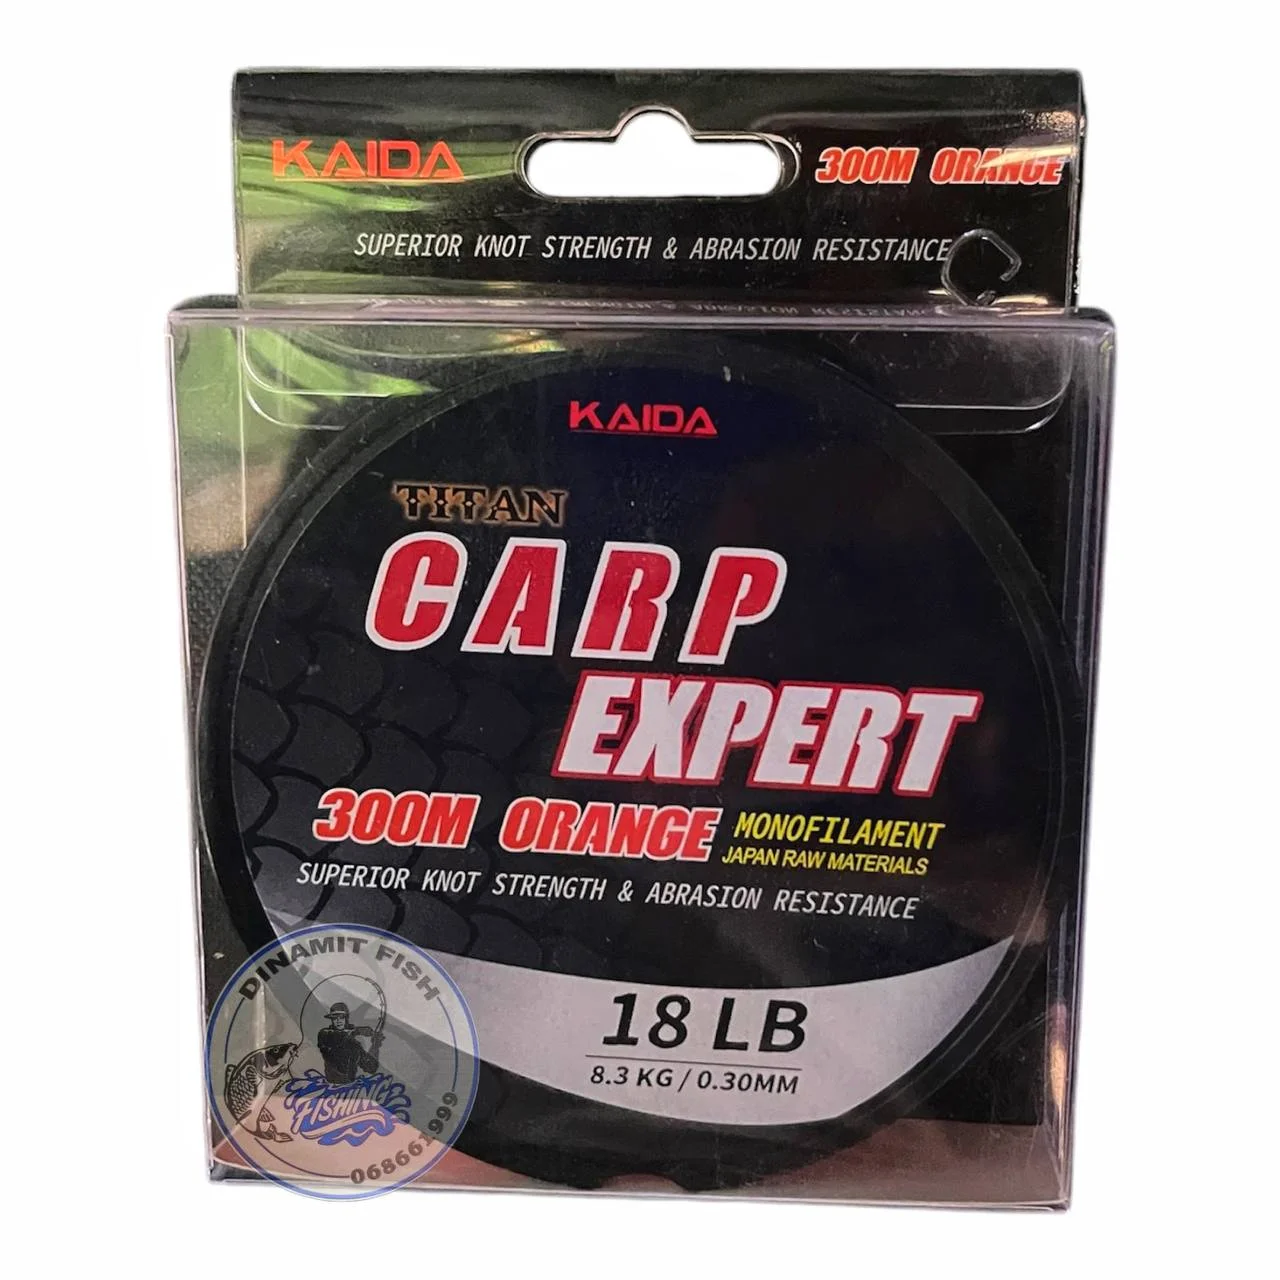 KAIDA
300M ORANGE
SUPERIOR KNOT STRENGTH & ABRASION RESISTANCE
KAIDA
TITAN
CARP
EXPERT
300M ORANGE
MONOFILAMENT
JAPAN RAW MATERIALS
SUPERIOR KNOT STRENGTH & ABRASION RESISTANCE
18 LB
8.3 KG / 0.30MM
DINAMIT FISH
FISHING
068661999